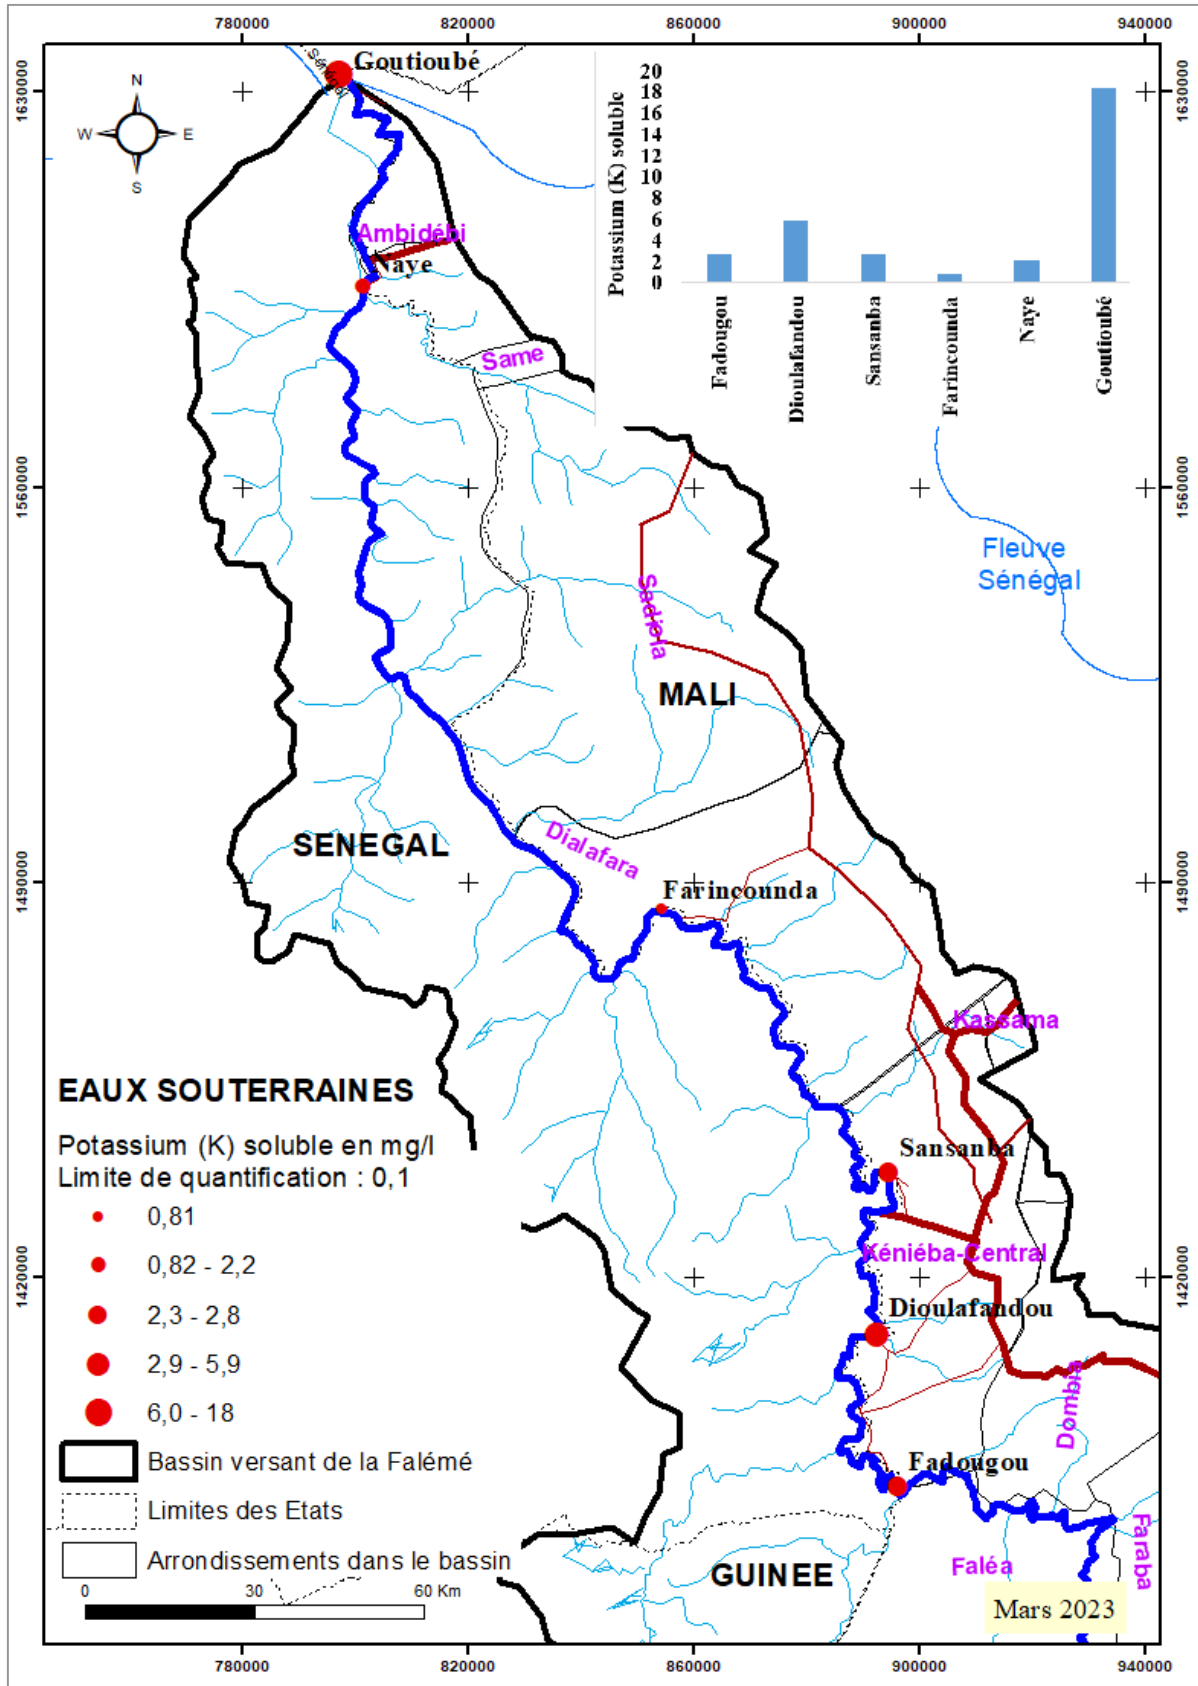 780000
820000
860000
900000
940000
1630000
1560000
1490000
1420000
1630000
1560000
1490000
1420000
N
W
E
S
Sénégal
Goutioubé
Potassium (K) soluble
20
18
16
14
12
10
8
6
4
2
0
Fadougou
Dioulafandou
Sansanba
Farincounda
Naye
Goutioubé
Ambidébi
Naye
Same
Fleuve
Sénégal
Sadiola
MALI
SENEGAL
Dialafara
Farincounda
Kassama
Sansanba
Kéniéba-Central
Dioulafandou
Dombia
Fadougou
Faraba
Faléa
GUINEE
Mars 2023
EAUX SOUTERRAINES
Potassium (K) soluble en mg/l
Limite de quantification : 0,1
0,81
0,82 - 2,2
2,3 - 2,8
2,9 - 5,9
6,0 - 18
Bassin versant de la Falémé
Limites des Etats
Arrondissements dans le bassin
0 30 60 Km
780000
820000
860000
900000
940000